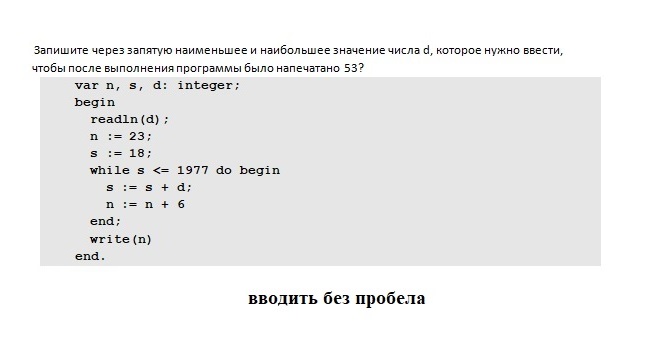 Запишите через запятую наименьшее и наибольшее значение числа d, которое нужно ввести,
чтобы после выполнения программы было напечатано 53?
var n, s, d: integer;
begin
readln(d);
n := 23;
s := 18;
while s <= 1977 do begin
s := s + d;
n := n + 6
end;
write(n)
end.
вводить без пробела